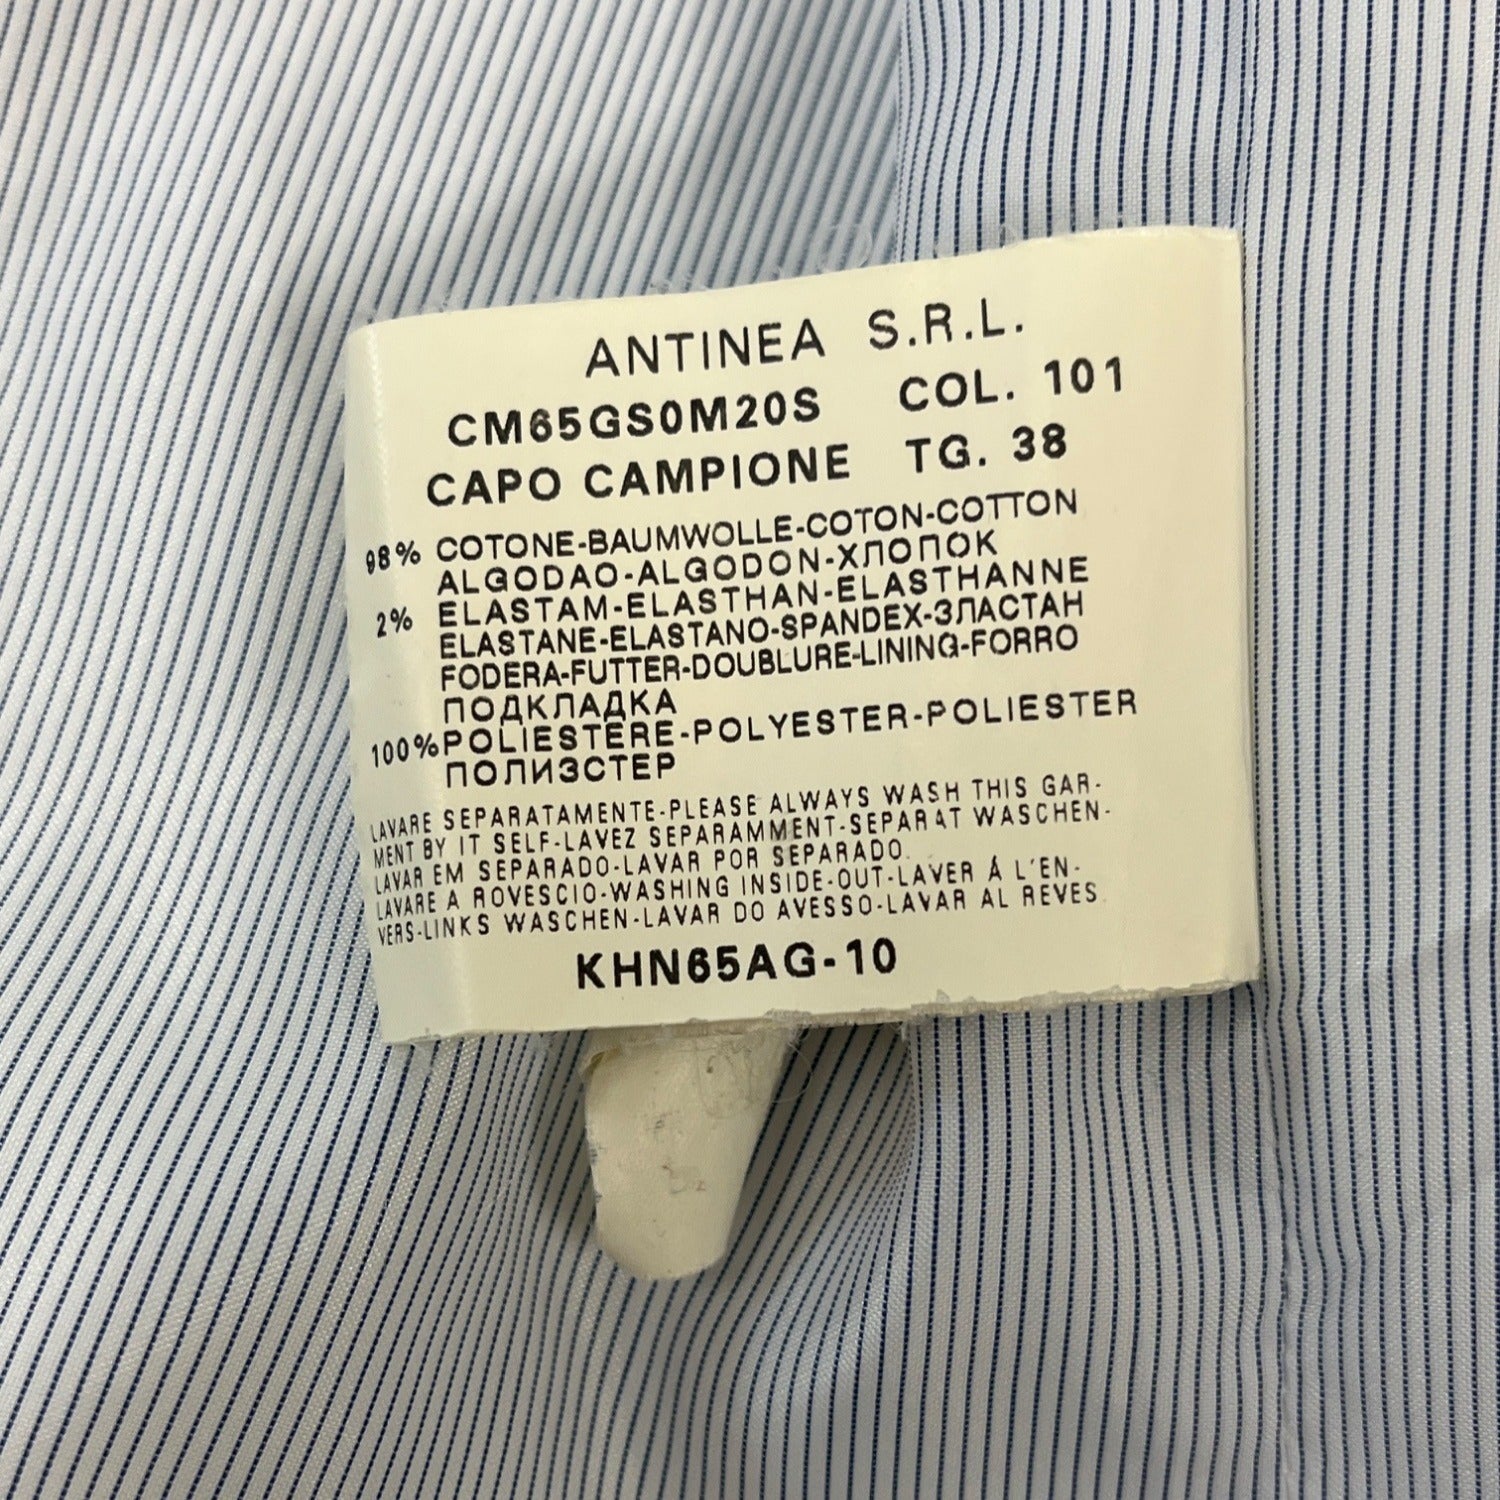 ANTINEA S.R.L.
CM65GS0M20S COL. 101
CAPO CAMPIONE TG. 38
98% COTONE-BAUMWOLLE-COTON-COTTON
ALGODAO-ALGODON-ХЛОПОК
2% ELASTAM-ELASTHAN-ELASTHANNE
ELASTANE-ELASTANO-SPANDEX-ЗЛАСТАН
FODERA-FUTTER-DOUBLURE-LINING-FORRO
ПОДКЛАДКА
100% POLIESTERE-POLYESTER-POLIESTER
ПОЛИЗСТЕР
LAVARE SEPARATAMENTE-PLEASE ALWAYS WASH THIS GAR-
MENT BY IT SELF-LAVEZ SEPARAMMENT-SEPARAT WASCHEN-
LAVAR EM SEPARADO-LAVAR POR SEPARADO.
LAVARE A ROVESCIO-WASHING INSIDE-OUT-LAVER Á L'EN-
VERS-LINKS WASCHEN-LAVAR DO AVESSO-LAVAR AL REVES
KHN65AG-10